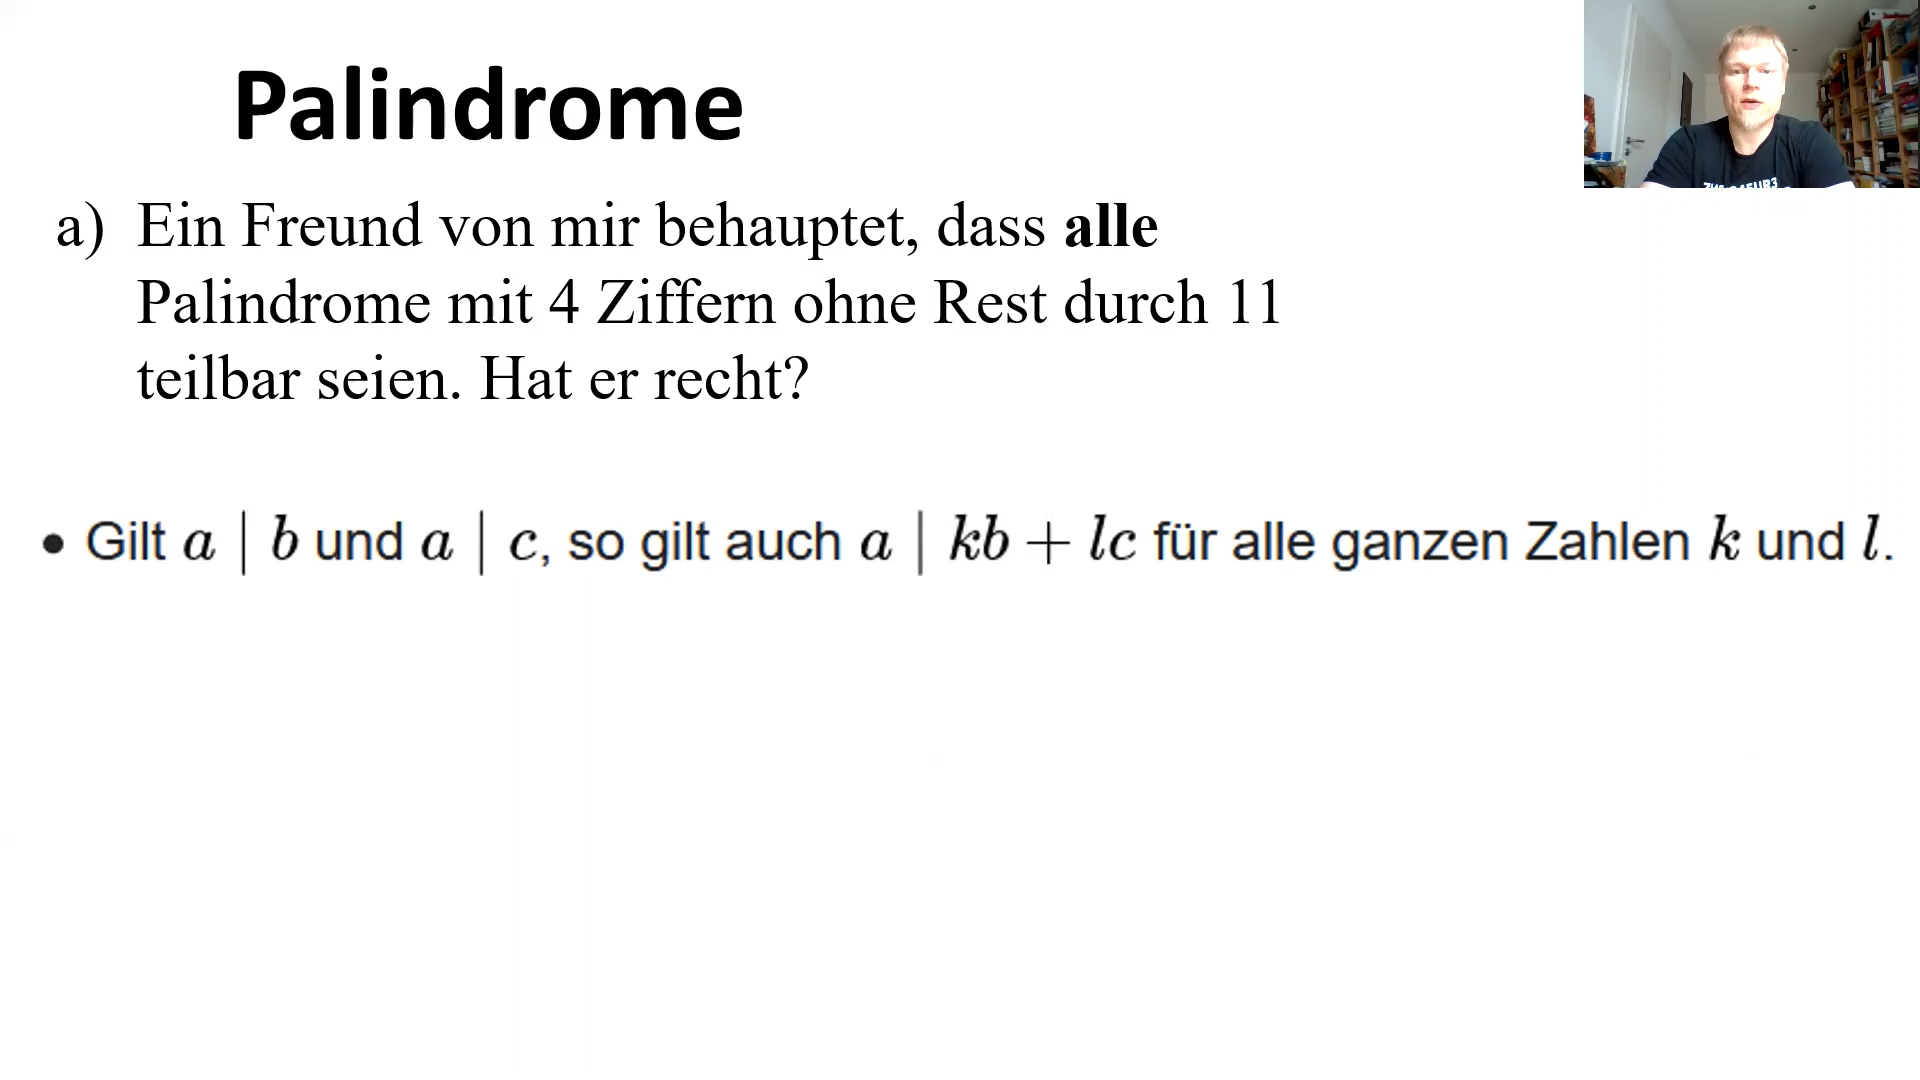 Palindrome
a) Ein Freund von mir behauptet, dass alle
Palindrome mit 4 Ziffern ohne Rest durch 11
teilbar seien. Hat er recht?
• Gilt a | b und a | c, so gilt auch a | kb + lc für alle ganzen Zahlen k und l.